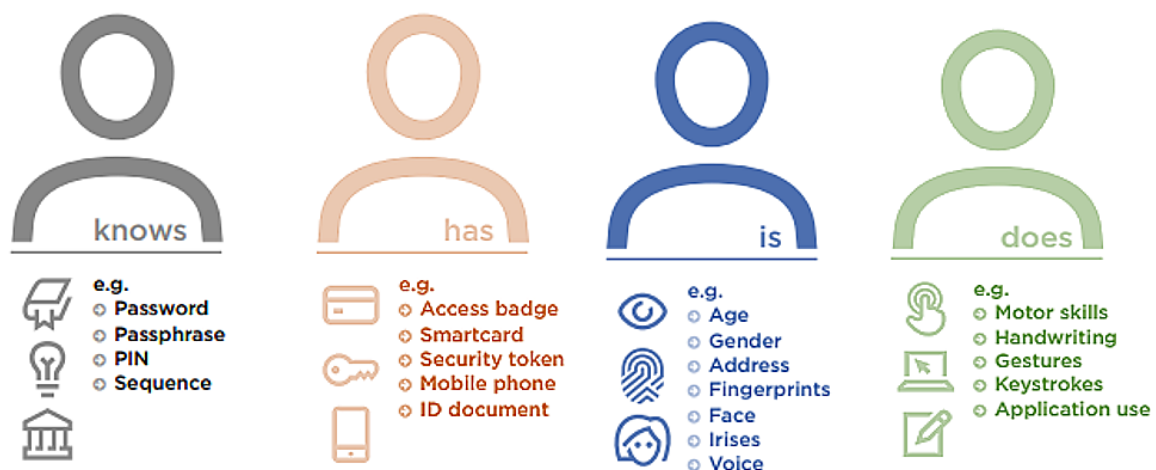 knows
e.g.
Password
Passphrase
PIN
Sequence
has
e.g.
Access badge
Smartcard
Security token
Mobile phone
ID document
is
e.g.
Age
Gender
Address
Fingerprints
Face
Irises
Voice
does
e.g.
Motor skills
Handwriting
Gestures
Keystrokes
Application use